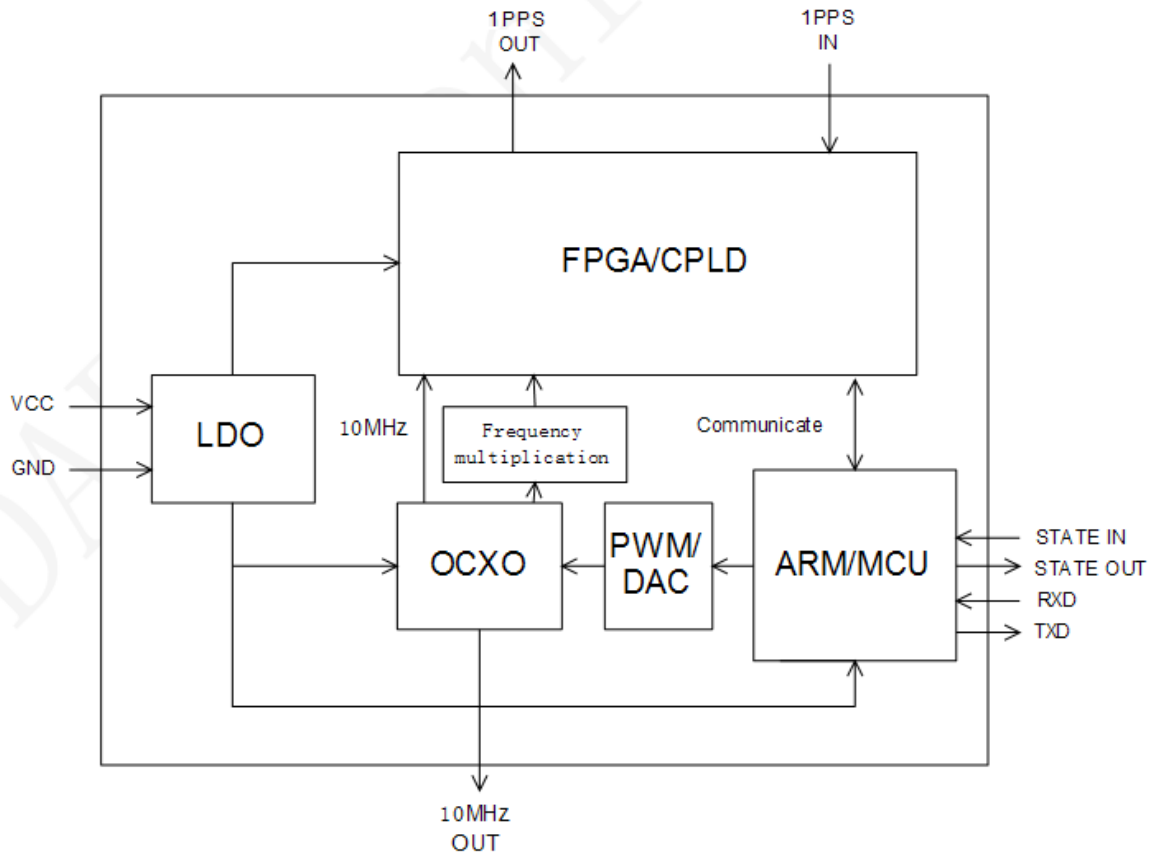 1PPS
OUT
1PPS
IN
FPGA/CPLD
VCC
GND
LDO
10MHz
Frequency
multiplication
Communicate
OCXO
PWM/
DAC
ARM/MCU
STATE IN
STATE OUT
RXD
TXD
10MHz
OUT